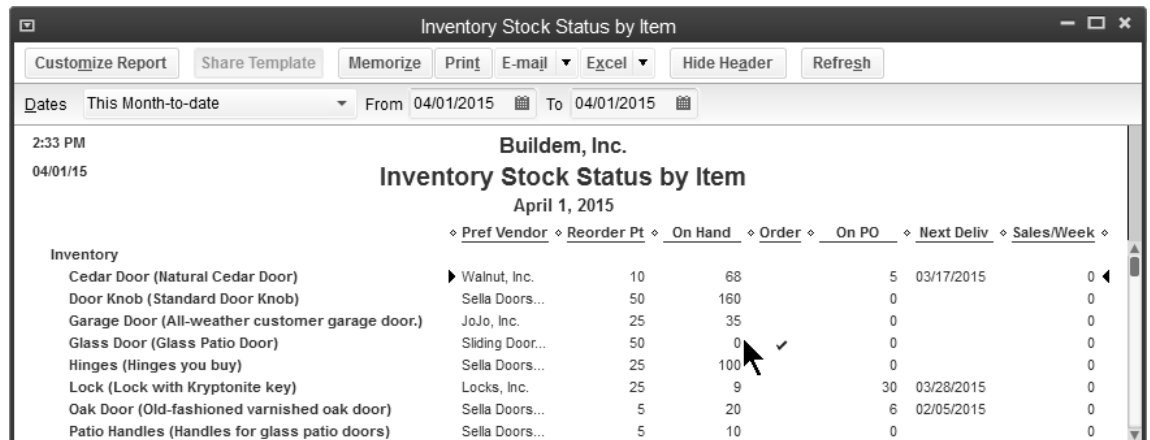 Inventory Stock Status by Item
Customize Report Share Template Memorize Print E-mail Excel Hide Header Refresh
Dates This Month-to-date From 04/01/2015 To 04/01/2015
2:33 PM
Buildem, Inc.
04/01/15
Inventory Stock Status by Item
April 1, 2015
Pref Vendor Reorder Pt On Hand Order On PO Next Deliv Sales/Week
Inventory
Cedar Door (Natural Cedar Door) Walnut, Inc. 10 68 5 03/17/2015 0
Door Knob (Standard Door Knob) Sella Doors... 50 160 0 0
Garage Door (All-weather customer garage door.) JoJo, Inc. 25 35 0 0
Glass Door (Glass Patio Door) Sliding Door... 50 0 ✔ 0 0
Hinges (Hinges you buy) Sella Doors... 25 100 0 0
Lock (Lock with Kryptonite key) Locks, Inc. 25 9 30 03/28/2015 0
Oak Door (Old-fashioned varnished oak door) Sella Doors... 5 20 6 02/05/2015 0
Patio Handles (Handles for glass patio doors) Sella Doors... 5 10 0 0